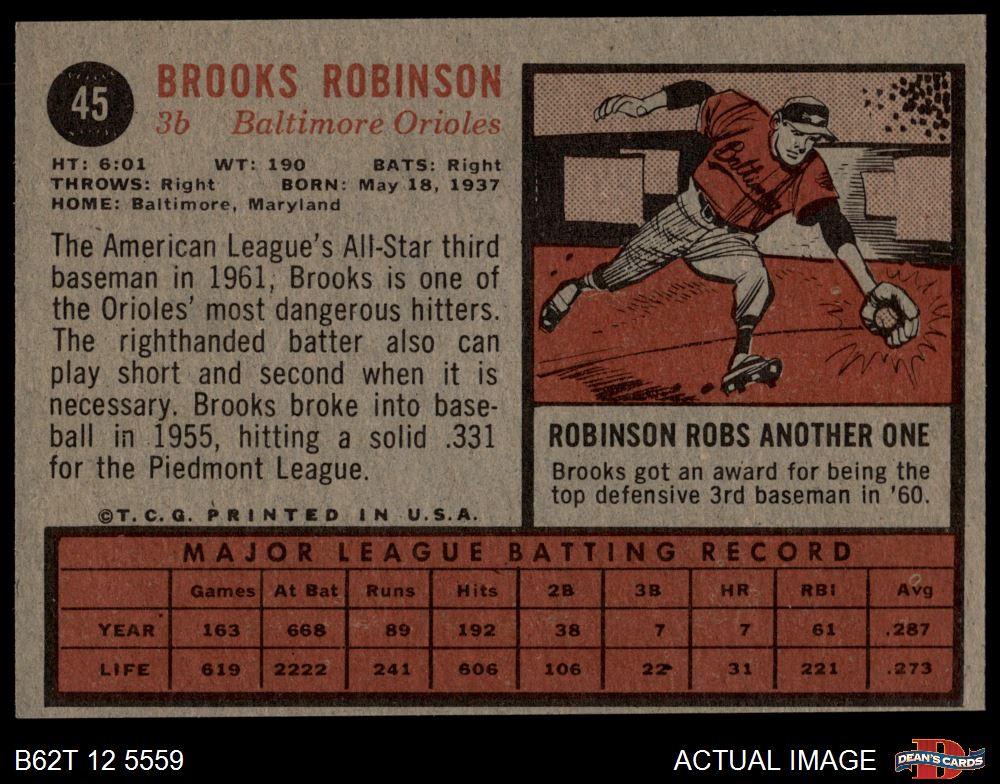 45
BROOKS ROBINSON
3b Baltimore Orioles
HT: 6:01 WT: 190 BATS: Right
THROWS: Right BORN: May 18, 1937
HOME: Baltimore, Maryland
The American League's All-Star third
baseman in 1961, Brooks is one of
the Orioles' most dangerous hitters.
The righthanded batter also can
play short and second when it is
necessary. Brooks broke into base-
ball in 1955, hitting a solid .331
for the Piedmont League.
©T.C.G. PRINTED IN U.S.A.
Baltimore
ROBINSON ROBS ANOTHER ONE
Brooks got an award for being the
top defensive 3rd baseman in '60.
MAJOR LEAGUE BATTING RECORD
Games At Bat Runs Hits 2B 3B HR RBI Avg
YEAR 163 668 89 192 38 7 7 61 .287
LIFE 619 2222 241 606 106 22 31 221 .273
B62T 12 5559 ACTUAL IMAGE DEAN'S CARDS